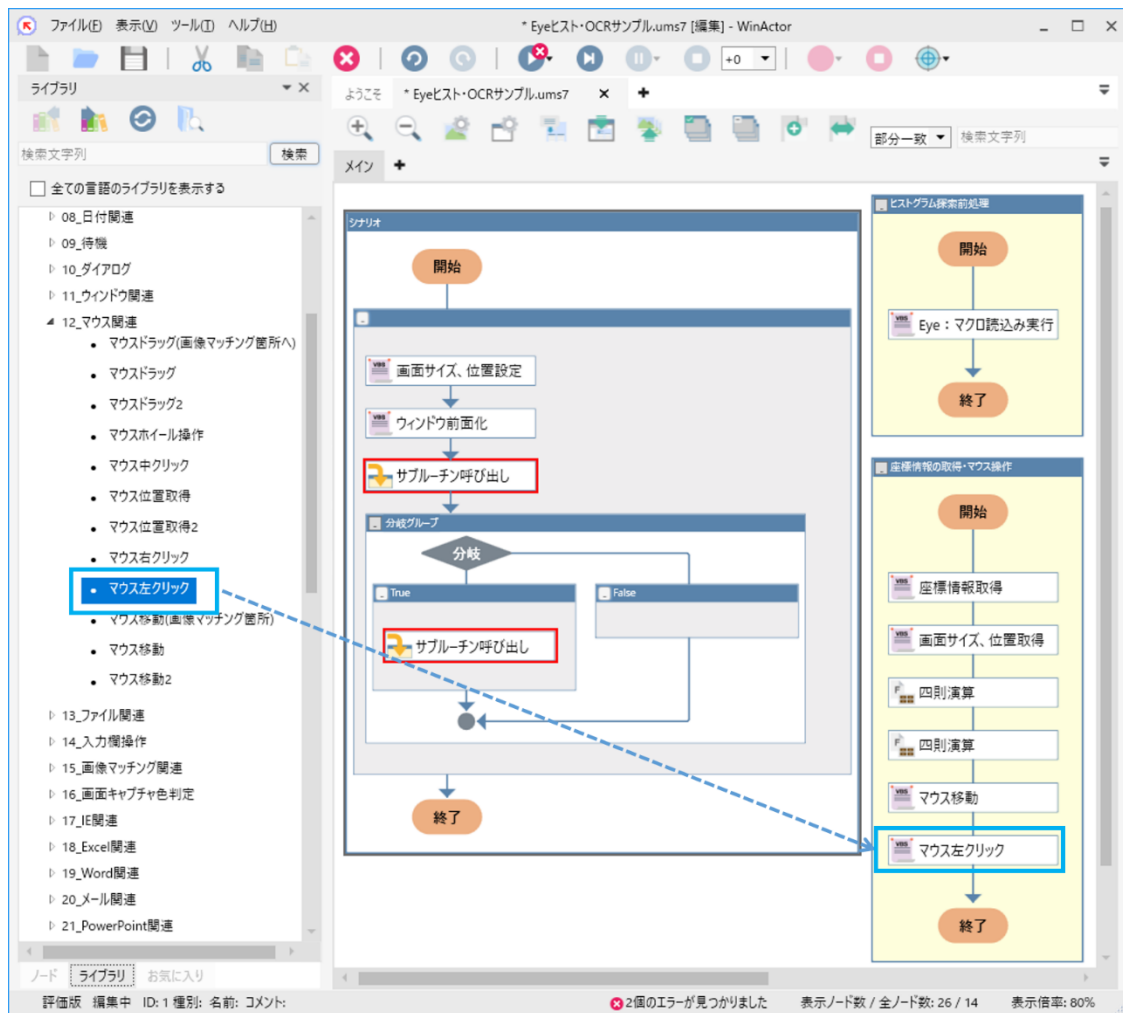 ファイル(F) 表示(V) ツール(T) ヘルプ(H)
* Eyeヒスト・OCRサンプル.ums7 [編集] - WinActor
+0
ライブラリ
検索文字列
検索
全ての言語のライブラリを表示する
08_日付関連
09_待機
10_ダイアログ
11_ウィンドウ関連
12_マウス関連
マウスドラッグ(画像マッチング箇所へ)
マウスドラッグ
マウスドラッグ2
マウスホイール操作
マウス中クリック
マウス位置取得
マウス位置取得2
マウス右クリック
マウス左クリック
マウス移動(画像マッチング箇所)
マウス移動
マウス移動2
13_ファイル関連
14_入力欄操作
15_画像マッチング関連
16_画面キャプチャ色判定
17_IE関連
18_Excel関連
19_Word関連
20_メール関連
21_PowerPoint関連
ノード ライブラリ お気に入り
ようこそ
* Eyeヒスト・OCRサンプル.ums7
部分一致
検索文字列
メイン
シナリオ
開始
画面サイズ、位置設定
ウィンドウ前面化
サブルーチン呼び出し
分岐グループ
分岐
True
False
サブルーチン呼び出し
終了
ヒストグラム探索前処理
開始
Eye：マクロ読込み実行
終了
座標情報の取得・マウス操作
開始
座標情報取得
画面サイズ、位置取得
四則演算
四則演算
マウス移動
マウス左クリック
終了
評価版 編集中 ID: 1 種別: 名前: コメント:
2個のエラーが見つかりました
表示ノード数 / 全ノード数: 26 / 14
表示倍率: 80%